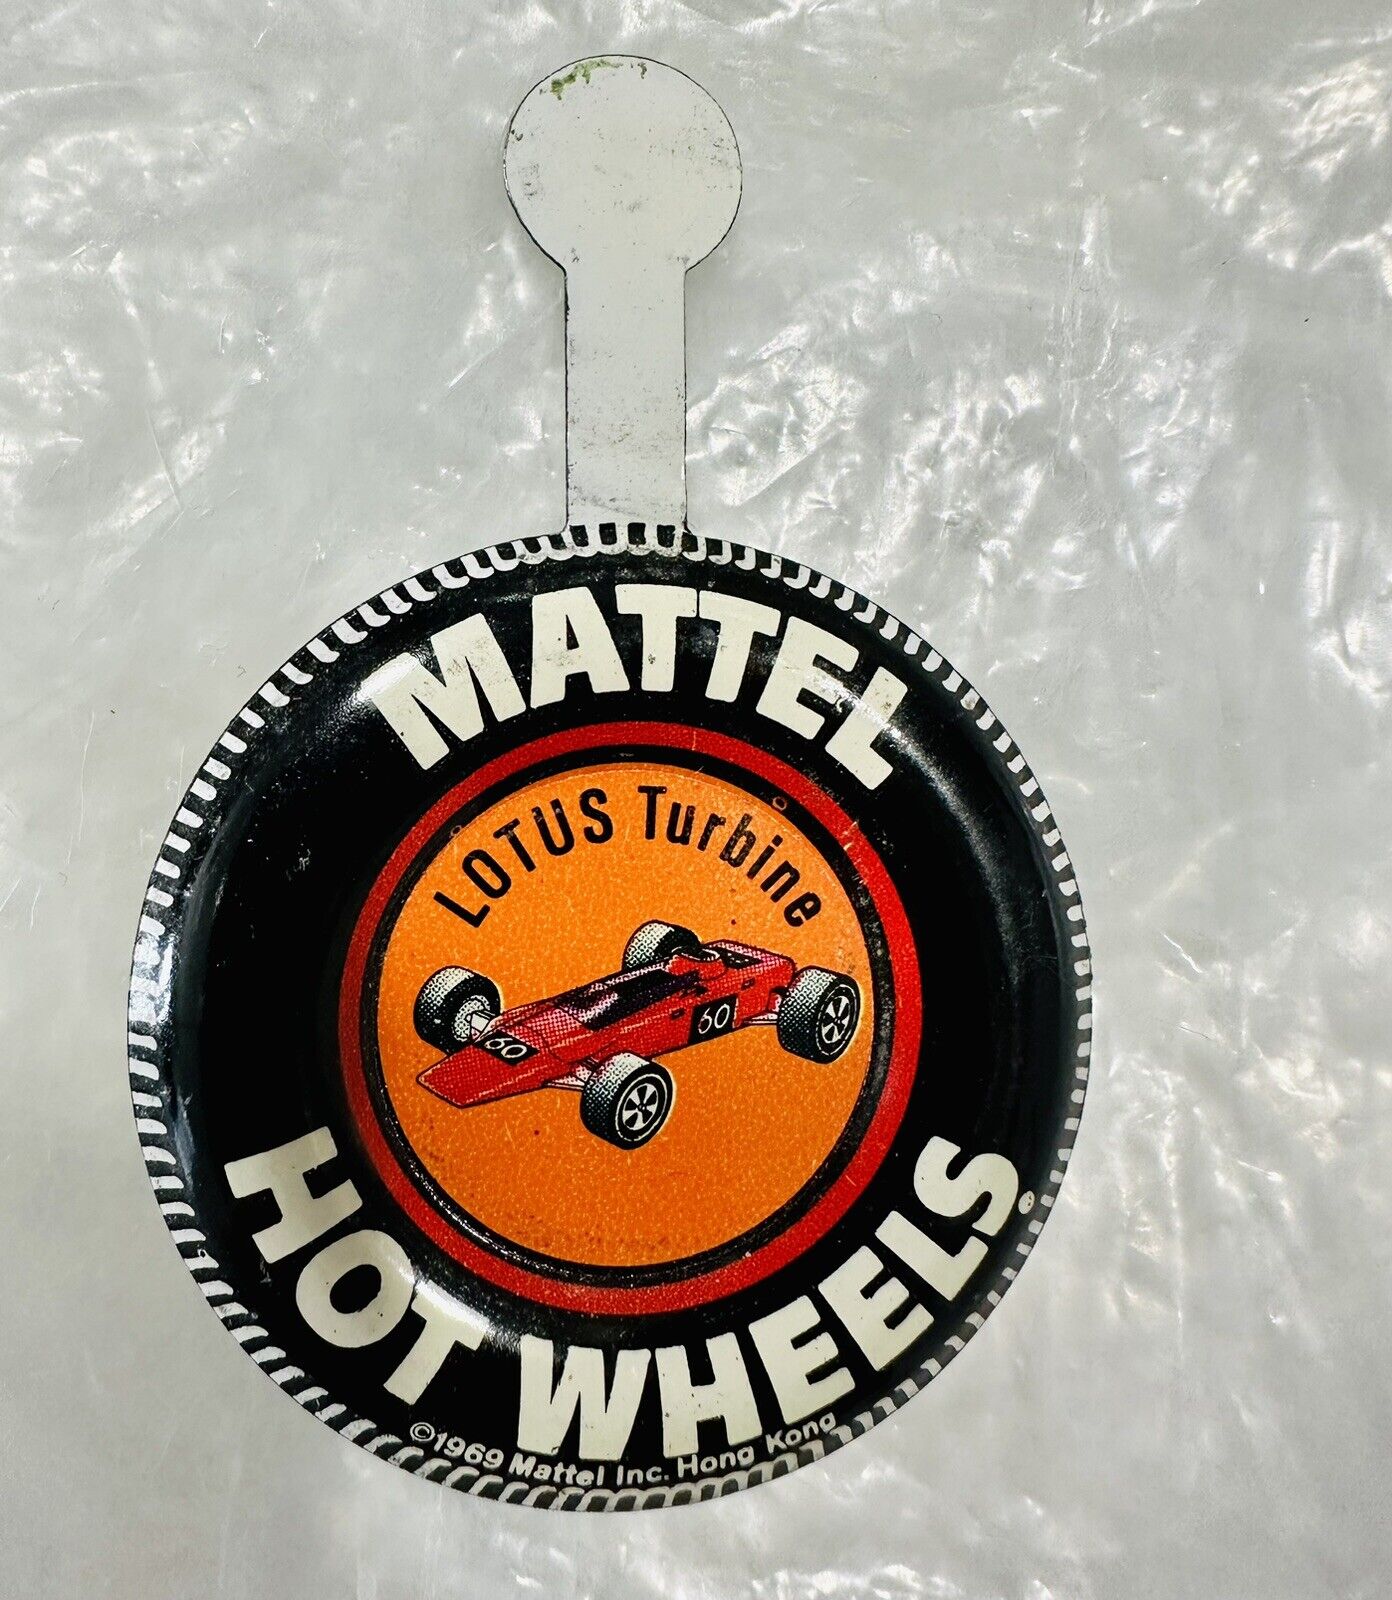 MATTEL
LOTUS Turbine
60
60
HOT WHEELS.
©1969 Mattel Inc. Hong Kong